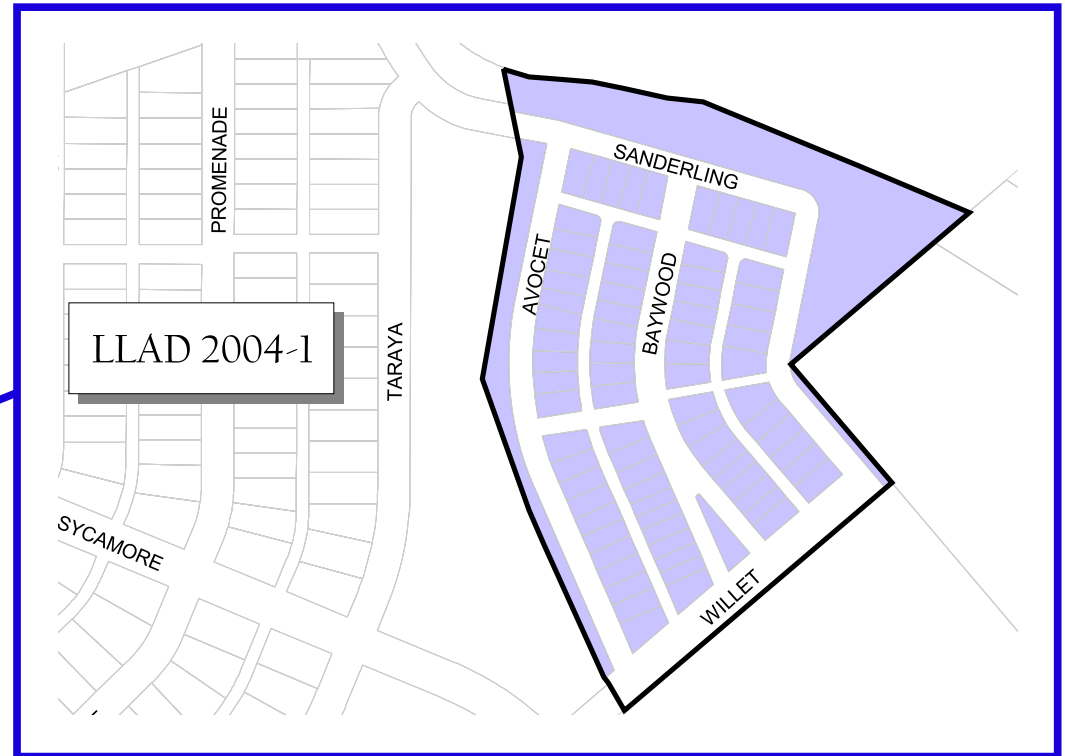 PROMENADE
SANDERLING
AVOCET
BAYWOOD
LLAD 2004-1
TARAYA
SYCAMORE
WILLET